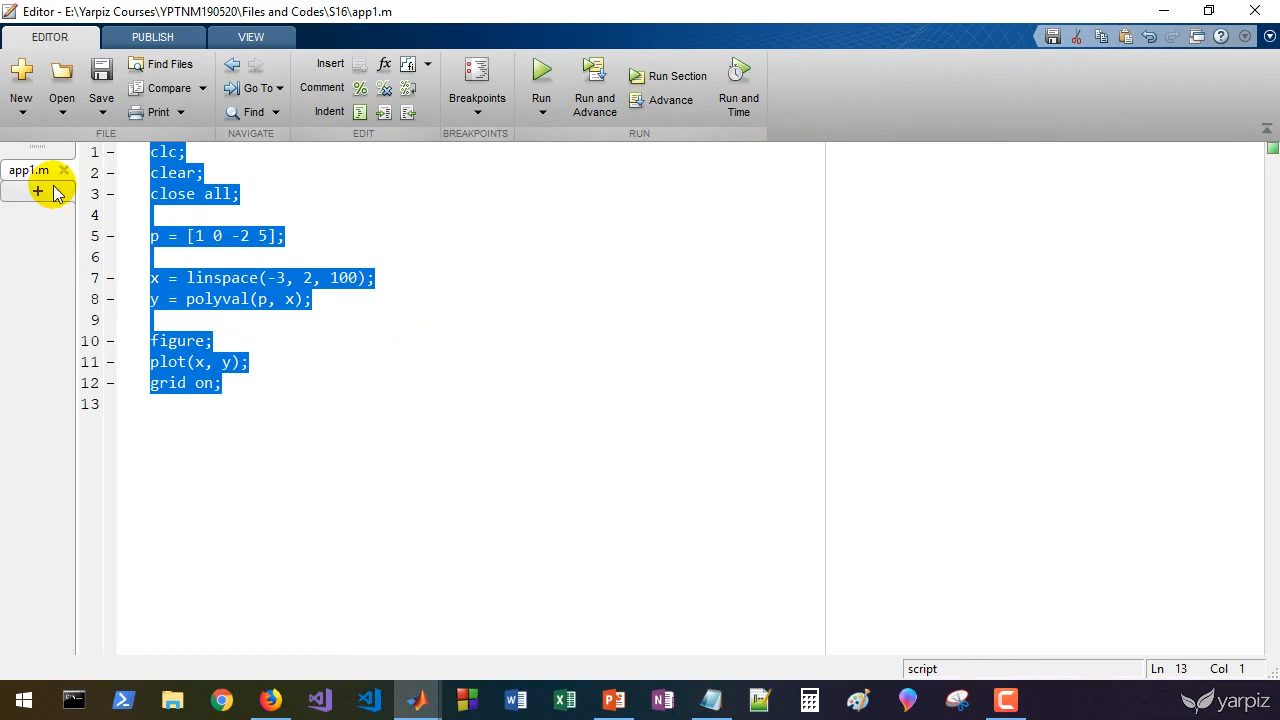 Editor - E:\Yarpiz Courses\YPTNM190520\Files and Codes\S16\app1.m
EDITOR PUBLISH VIEW
New Open Save
Find Files
Compare
Print
FILE
Go To
Find
NAVIGATE
Insert
Comment
Indent
EDIT
Breakpoints
BREAKPOINTS
Run
Run and Advance
Run Section
Advance
Run and Time
RUN
app1.m
1 clc;
2 clear;
3 close all;
4
5 p = [1 0 -2 5];
6
7 x = linspace(-3, 2, 100);
8 y = polyval(p, x);
9
10 figure;
11 plot(x, y);
12 grid on;
13
script Ln 13 Col 1
yarpiz